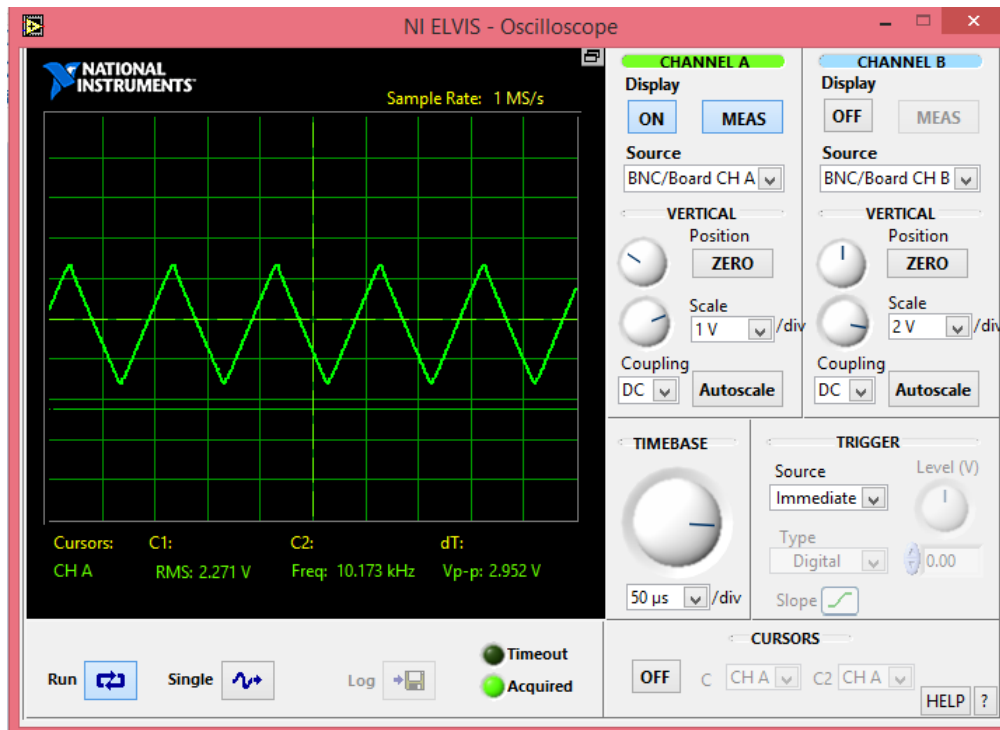 NI ELVIS - Oscilloscope
NATIONAL
INSTRUMENTS™
Sample Rate: 1 MS/s
Cursors: C1: C2: dT:
CH A RMS: 2.271 V Freq: 10.173 kHz Vp-p: 2.952 V
CHANNEL A
Display
ON MEAS
Source
BNC/Board CH A
VERTICAL
Position
ZERO
Scale
1 V /div
Coupling
DC Autoscale
CHANNEL B
Display
OFF MEAS
Source
BNC/Board CH B
VERTICAL
Position
ZERO
Scale
2 V /div
Coupling
DC Autoscale
TIMEBASE
50 µs /div
TRIGGER
Source Level (V)
Immediate
Type
Digital 0.00
Slope
Run Single Log
Timeout
Acquired
CURSORS
OFF C CH A C2 CH A
HELP ?